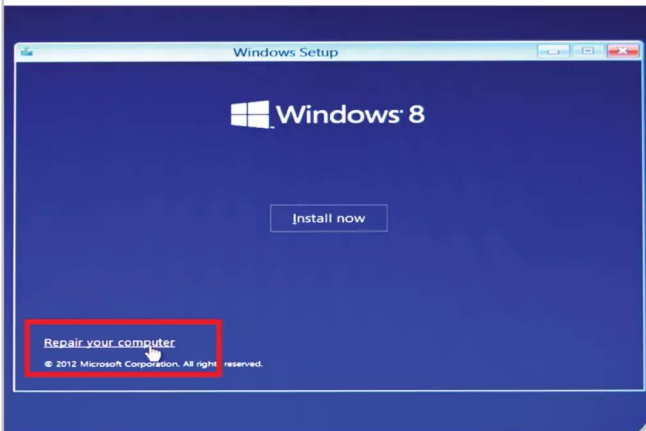 Windows Setup
Windows 8
Install now
Repair your computer
© 2012 Microsoft Corporation. All rights reserved.